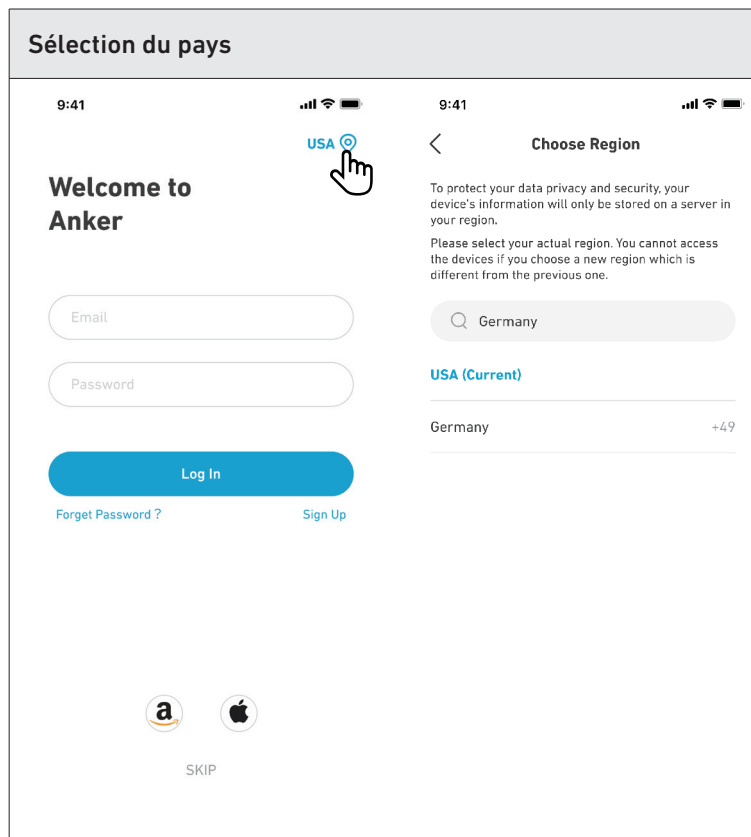 Sélection du pays
9:41
USA
Welcome to
Anker
Email
Password
Log In
Forget Password ?
Sign Up
SKIP
9:41
Choose Region
To protect your data privacy and security, your
device's information will only be stored on a server in
your region.
Please select your actual region. You cannot access
the devices if you choose a new region which is
different from the previous one.
Germany
USA (Current)
Germany +49